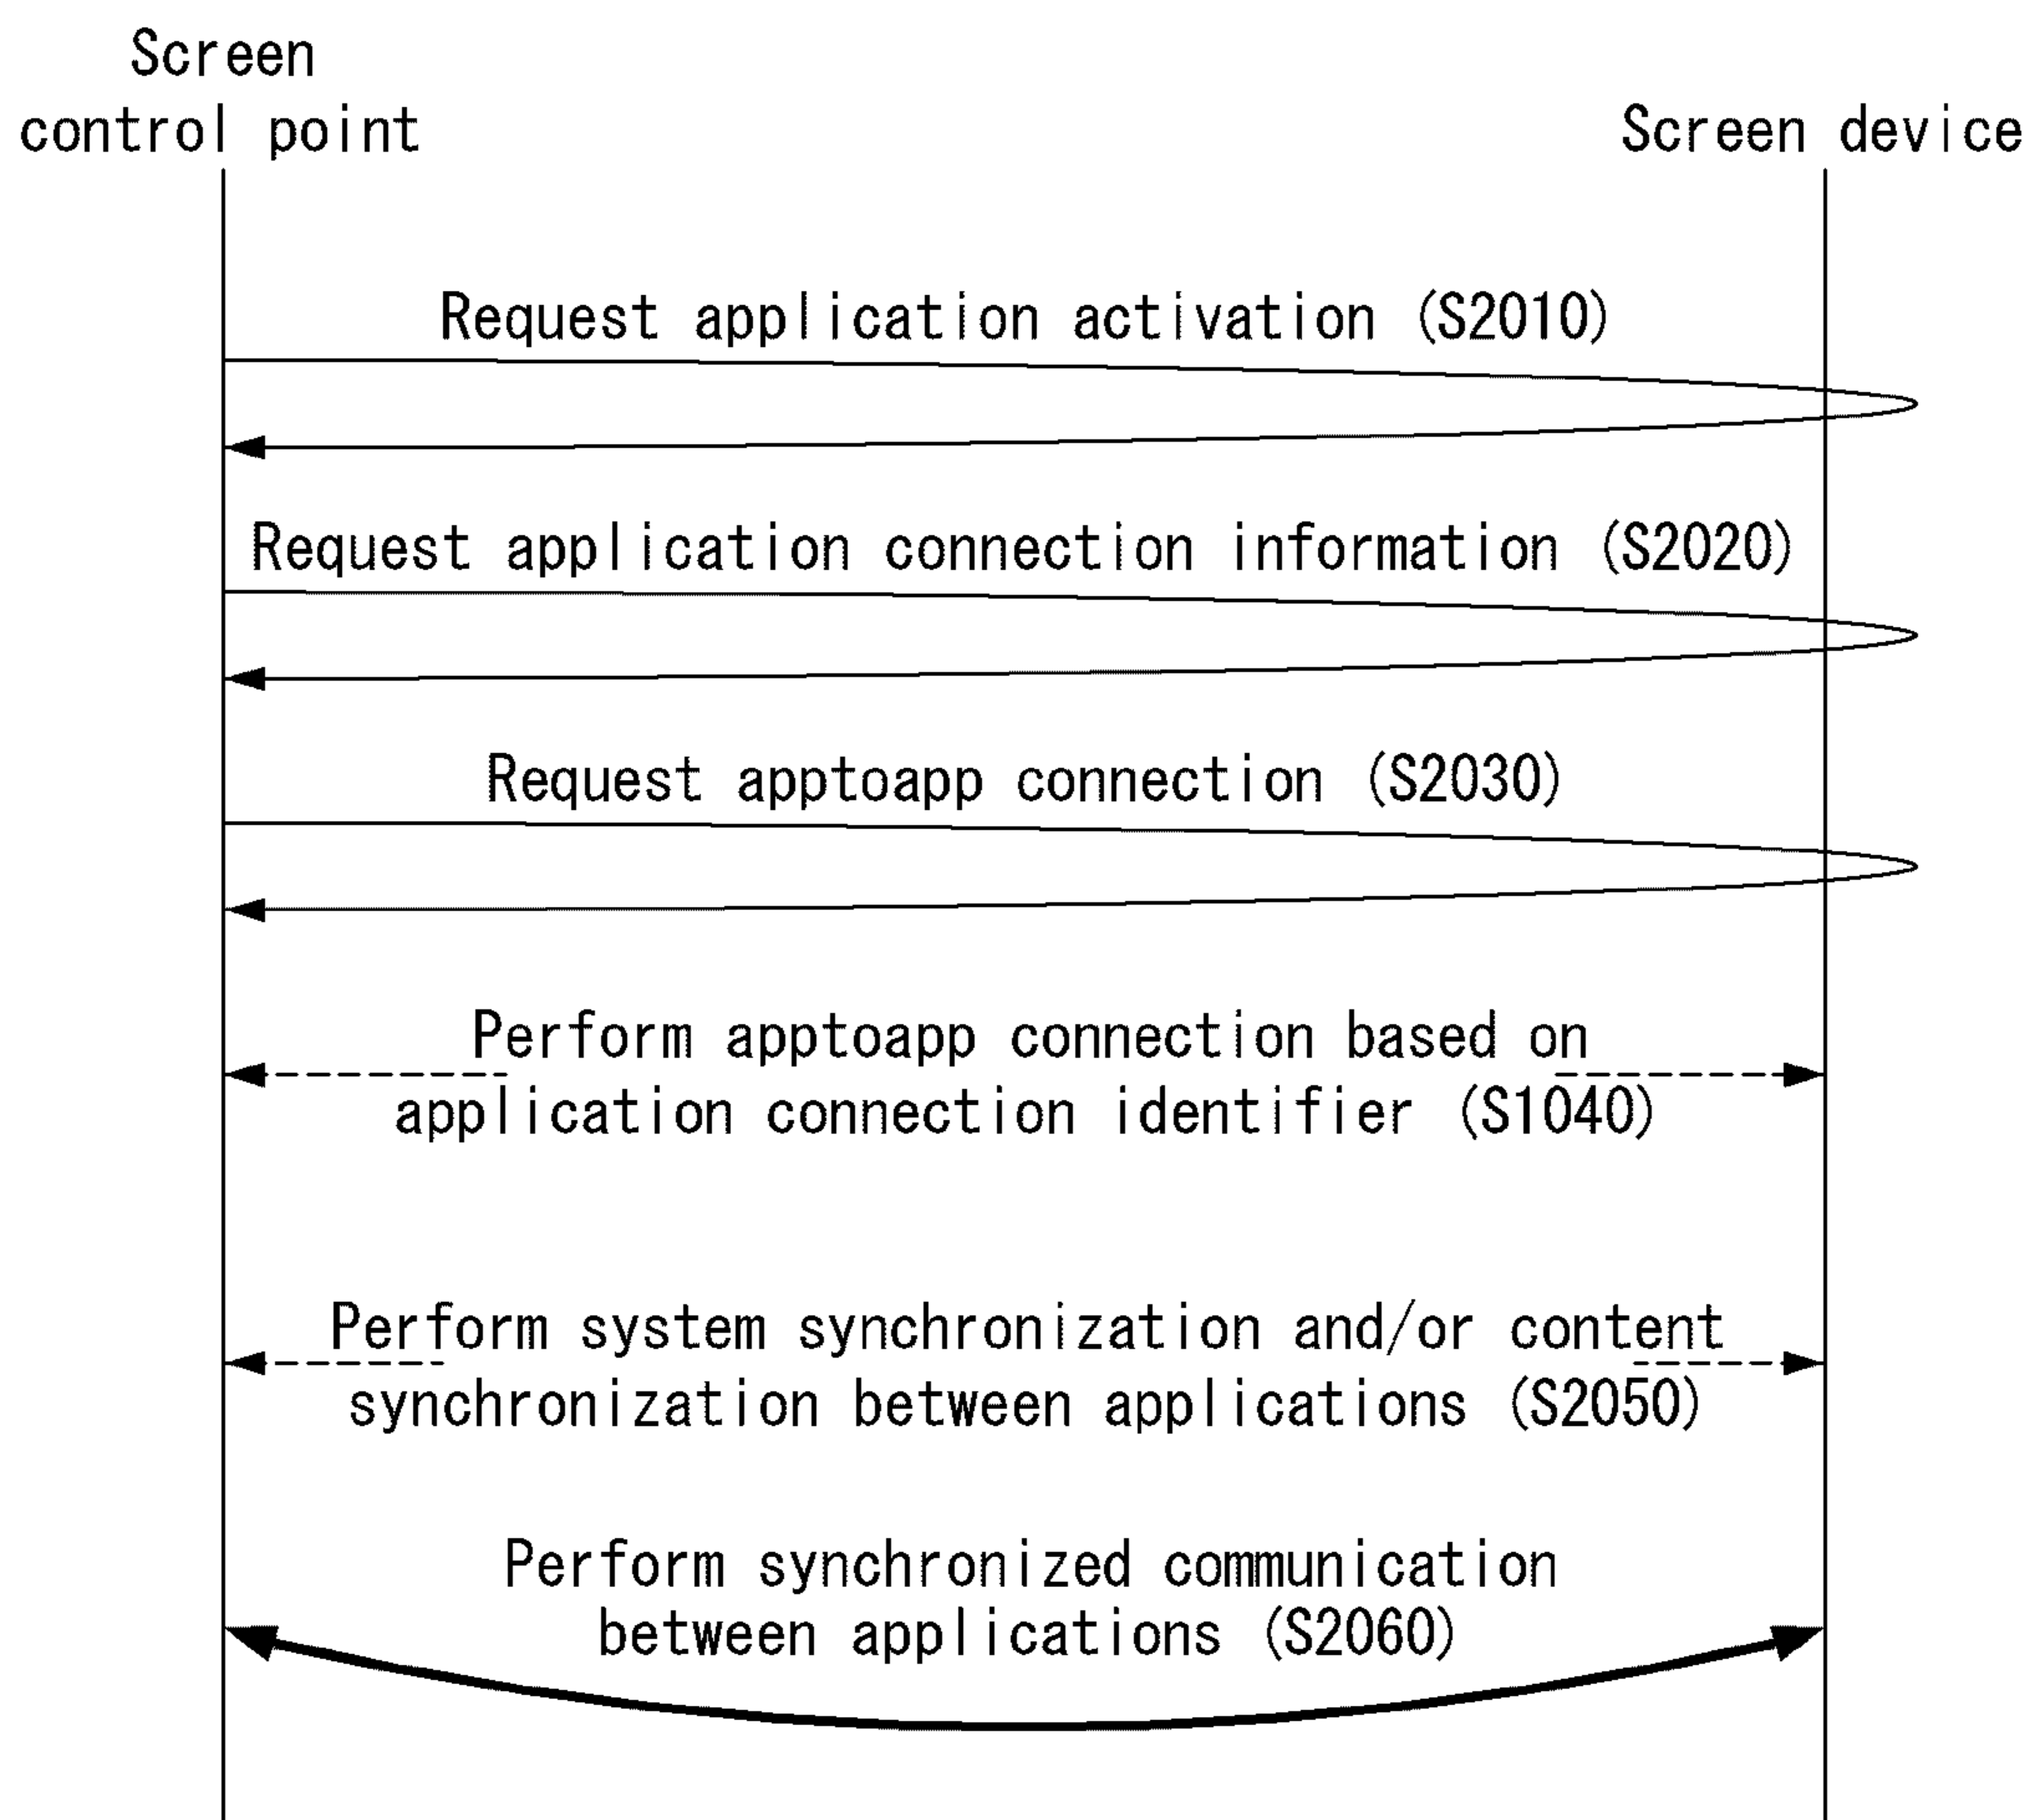 Screen
control point
Screen device
Request application activation (S2010)
Request application connection information (S2020)
Request apptoapp connection (S2030)
Perform apptoapp connection based on
application connection identifier (S1040)
Perform system synchronization and/or content
synchronization between applications (S2050)
Perform synchronized communication
between applications (S2060)